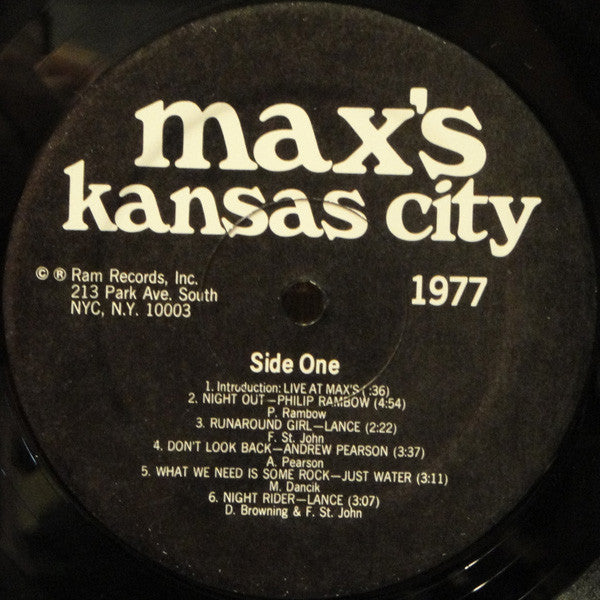 max's
kansas city
© ® Ram Records, Inc.
213 Park Ave. South
NYC, N.Y. 10003
1977
Side One
1. Introduction: LIVE AT MAX'S (:36)
2. NIGHT OUT—PHILIP RAMBOW (4:54)
P. Rambow
3. RUNAROUND GIRL—LANCE (2:22)
F. St. John
4. DON'T LOOK BACK—ANDREW PEARSON (3:37)
A. Pearson
5. WHAT WE NEED IS SOME ROCK—JUST WATER (3:11)
M. Dancik
6. NIGHT RIDER—LANCE (3:07)
D. Browning & F. St. John